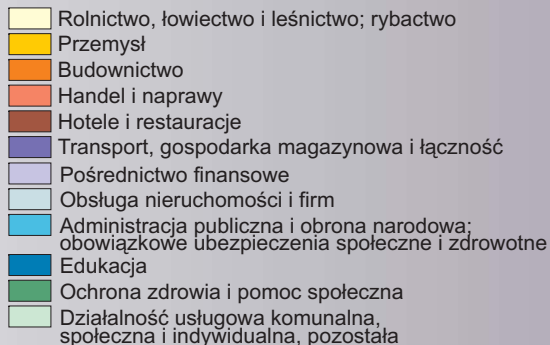 Rolnictwo, łowiectwo i leśnictwo; rybactwo
Przemysł
Budownictwo
Handel i naprawy
Hotele i restauracje
Transport, gospodarka magazynowa i łączność
Pośrednictwo finansowe
Obsługa nieruchomości i firm
Administracja publiczna i obrona narodowa;
obowiązkowe ubezpieczenia społeczne i zdrowotne
Edukacja
Ochrona zdrowia i pomoc społeczna
Działalność usługowa komunalna,
społeczna i indywidualna, pozostała